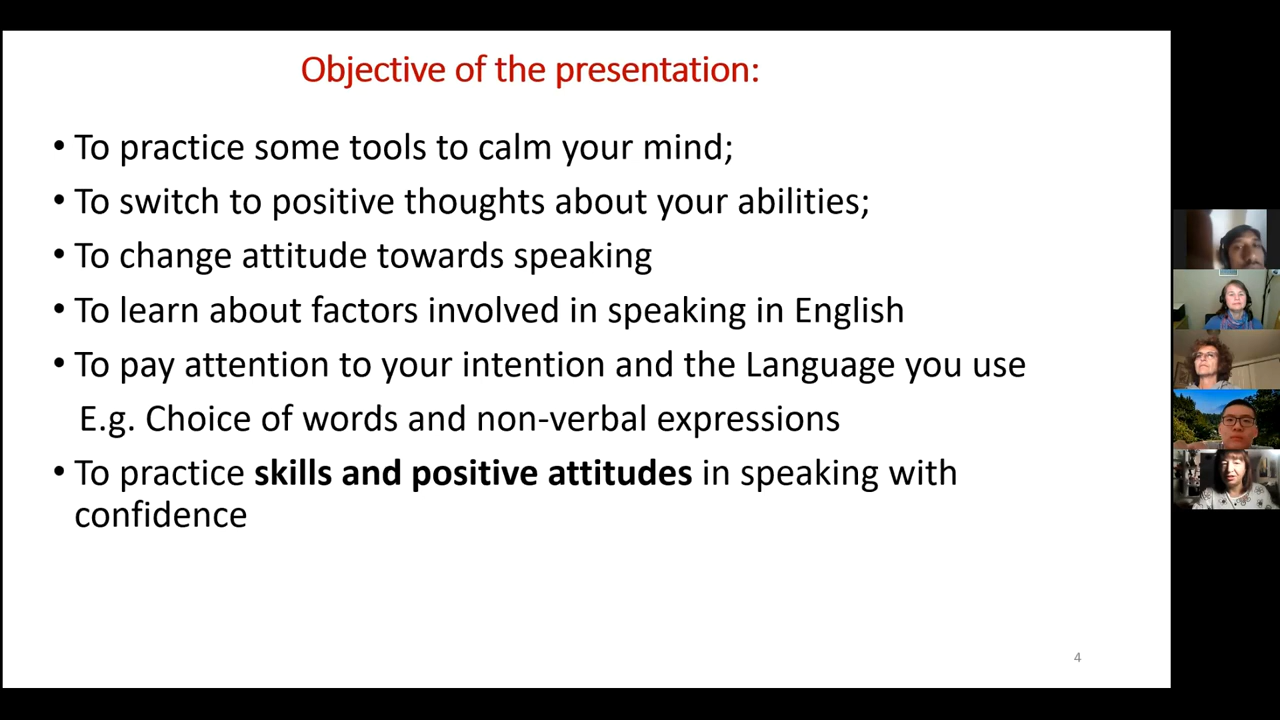 Objective of the presentation:
• To practice some tools to calm your mind;
• To switch to positive thoughts about your abilities;
• To change attitude towards speaking
• To learn about factors involved in speaking in English
• To pay attention to your intention and the Language you use
E.g. Choice of words and non-verbal expressions
• To practice skills and positive attitudes in speaking with
confidence
4